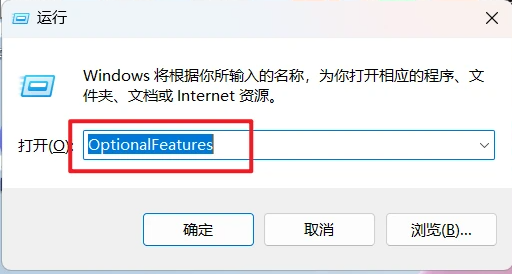 运行
Windows 将根据你所输入的名称，为你打开相应的程序、文
件夹、文档或 Internet 资源。
打开(O): OptionalFeatures
确定 取消 浏览(B)...